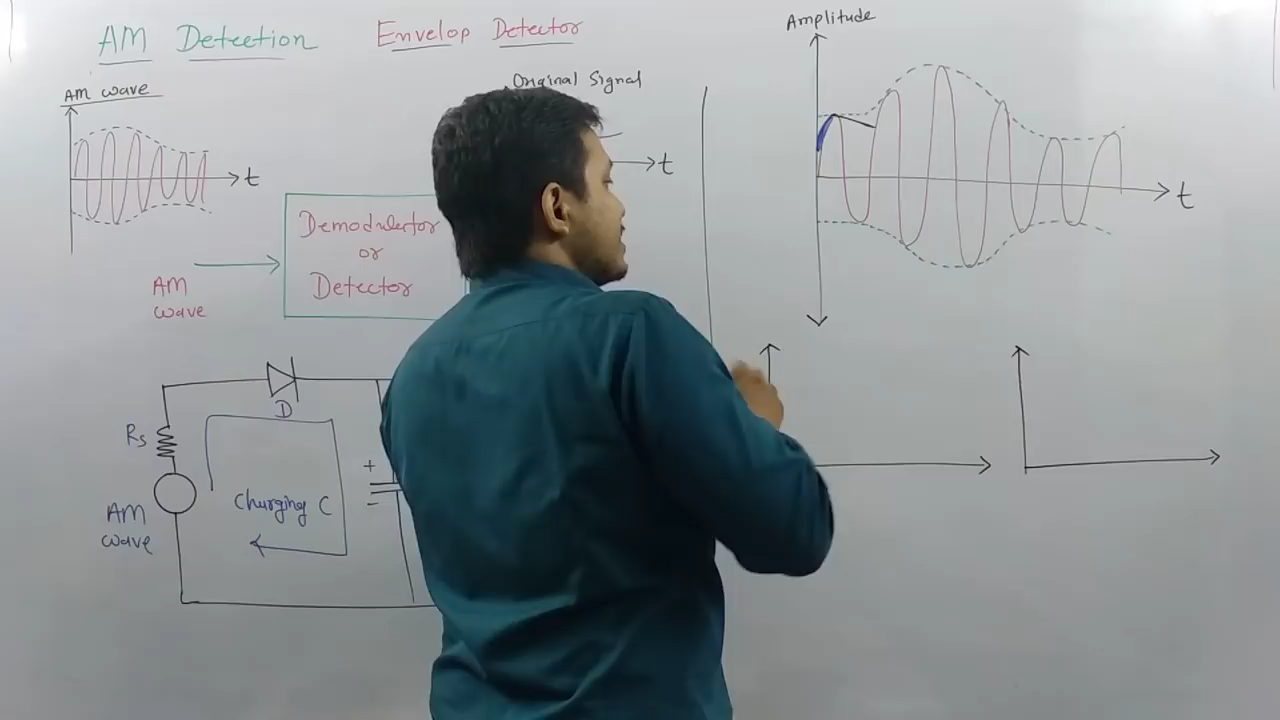 AM Detection Envelop Detector
AM wave
t
Original Signal
t
Demodulator
or
Detector
AM
wave
Amplitude
t
D
Rs
+
-
Charging C
AM
wave